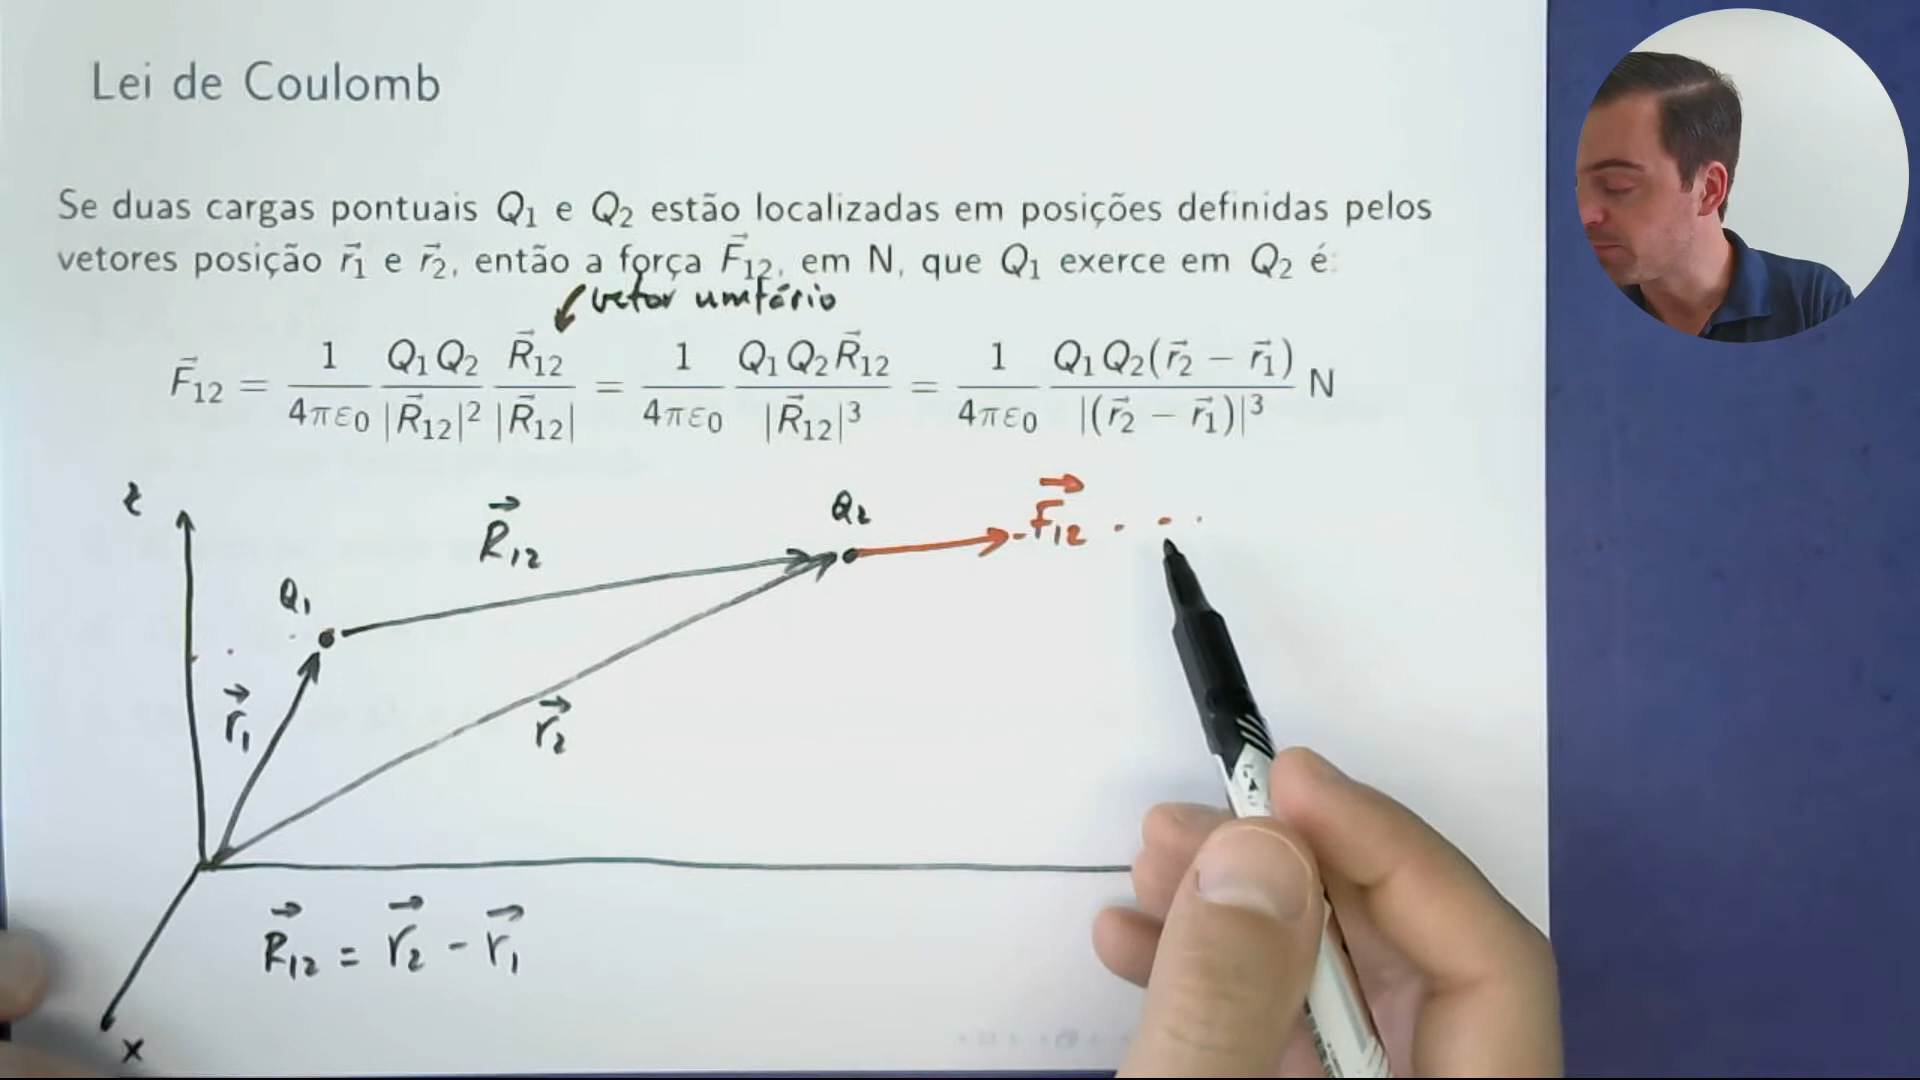 Lei de Coulomb
Se duas cargas pontuais Q₁ e Q₂ estão localizadas em posições definidas pelos
vetores posição r⃗₁ e r⃗₂, então a força F⃗₁₂, em N, que Q₁ exerce em Q₂ é:
vetor unitário
F⃗₁₂ = 1/(4πε₀) Q₁Q₂/|R⃗₁₂|² R⃗₁₂/|R⃗₁₂| = 1/(4πε₀) Q₁Q₂R⃗₁₂/|R⃗₁₂|³ = 1/(4πε₀) Q₁Q₂(r⃗₂ − r⃗₁)/|(r⃗₂ − r⃗₁)|³ N
z
R⃗₁₂
Q₂
F⃗₁₂
Q₁
r⃗₁
r⃗₂
R⃗₁₂ = r⃗₂ - r⃗₁
x